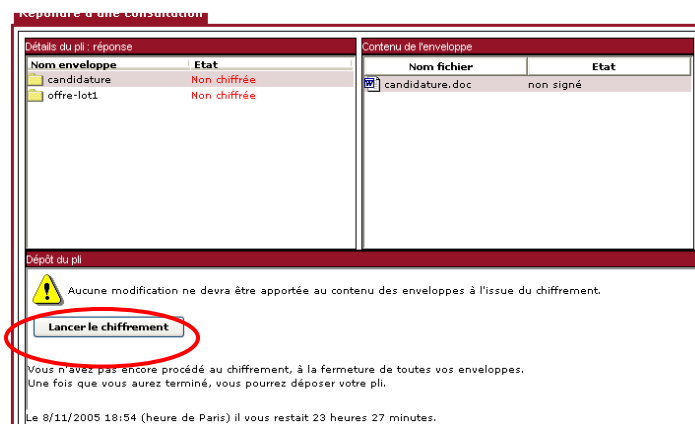 Répondre à une consultation
Détails du pli : réponse
Nom enveloppe Etat
candidature Non chiffrée
offre-lot1 Non chiffrée
Contenu de l'enveloppe
Nom fichier Etat
candidature.doc non signé
Dépôt du pli
Aucune modification ne devra être apportée au contenu des enveloppes à l'issue du chiffrement.
Lancer le chiffrement
Vous n'avez pas encore procédé au chiffrement, à la fermeture de toutes vos enveloppes.
Une fois que vous aurez terminé, vous pourrez déposer votre pli.
Le 8/11/2005 18:54 (heure de Paris) il vous restait 23 heures 27 minutes.